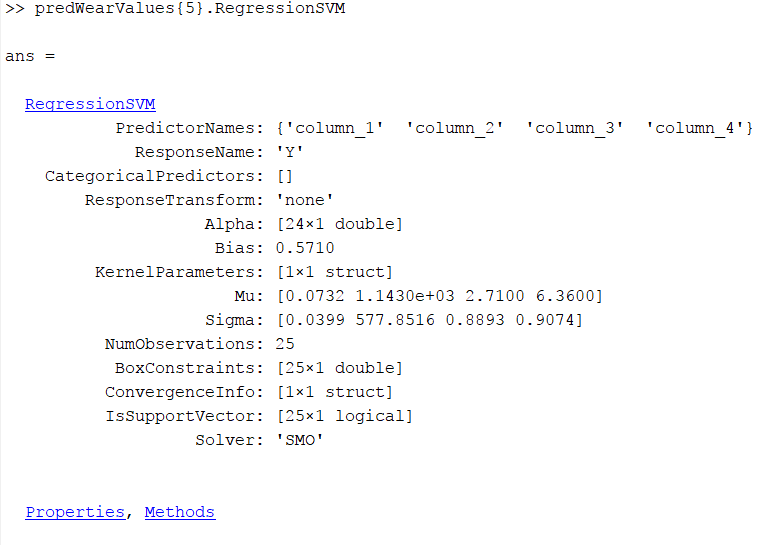 >> predWearValues{5}.RegressionSVM
ans =
RegressionSVM
PredictorNames: {'column_1'  'column_2'  'column_3'  'column_4'}
ResponseName: 'Y'
CategoricalPredictors: []
ResponseTransform: 'none'
Alpha: [24×1 double]
Bias: 0.5710
KernelParameters: [1×1 struct]
Mu: [0.0732 1.1430e+03 2.7100 6.3600]
Sigma: [0.0399 577.8516 0.8893 0.9074]
NumObservations: 25
BoxConstraints: [25×1 double]
ConvergenceInfo: [1×1 struct]
IsSupportVector: [25×1 logical]
Solver: 'SMO'
Properties, Methods